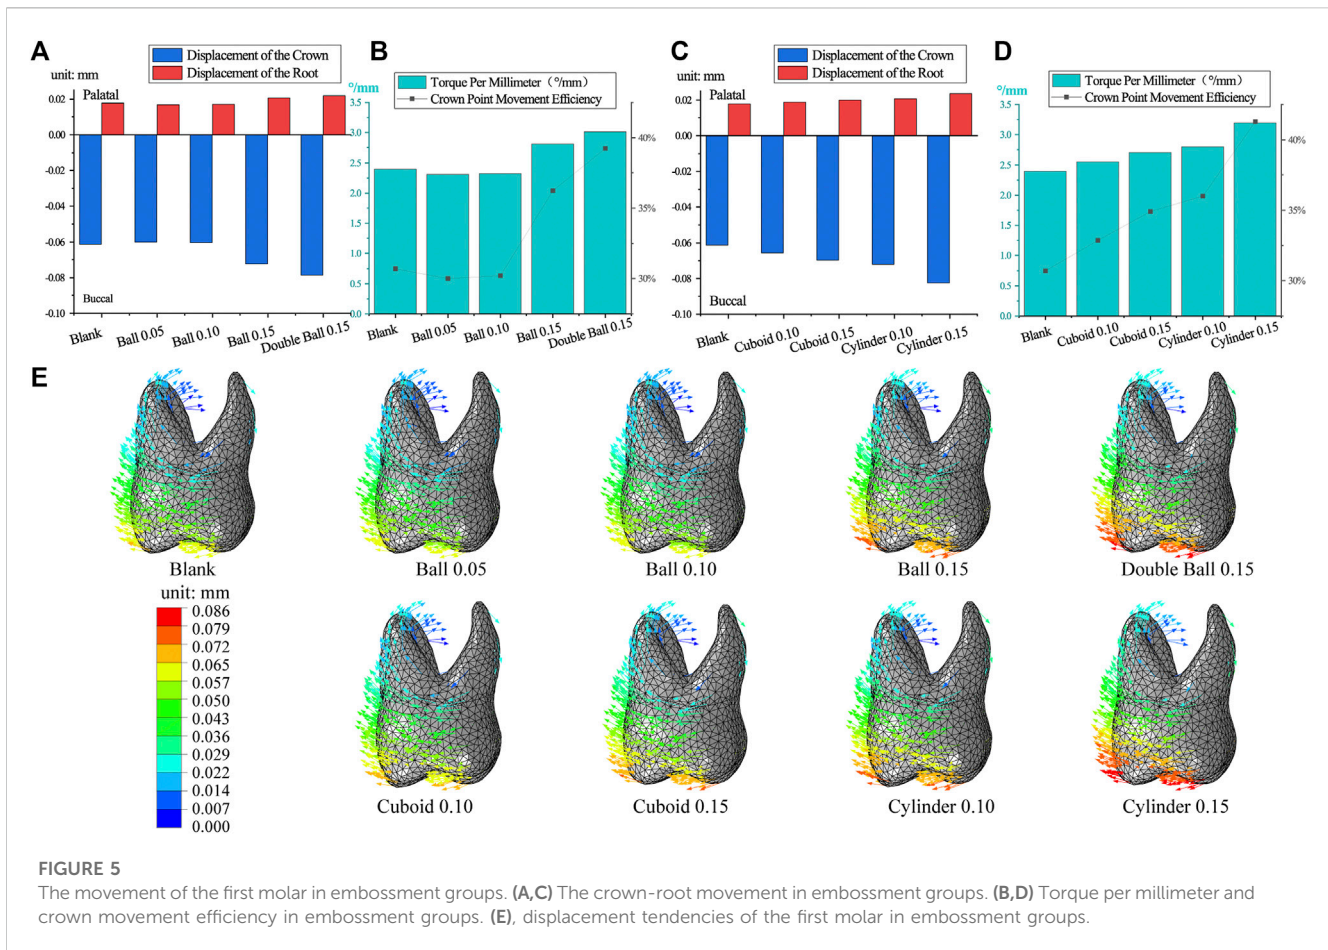 A
Displacement of the Crown
Displacement of the Root
unit: mm
Palatal
0.02
0.00
-0.02
-0.04
-0.06
-0.08
-0.10
Buccal
Blank
Ball 0.05
Ball 0.10
Ball 0.15
Double Ball 0.15
B
Torque Per Millimeter（°/mm）
Crown Point Movement Efficiency
°/mm
3.5
3.0
2.5
2.0
1.5
1.0
0.5
0.0
40%
35%
30%
Blank
Ball 0.05
Ball 0.10
Ball 0.15
Double Ball 0.15
C
Displacement of the Crown
Displacement of the Root
unit: mm
Palatal
0.02
0.00
-0.02
-0.04
-0.06
-0.08
-0.10
Buccal
Blank
Cuboid 0.10
Cuboid 0.15
Cylinder 0.10
Cylinder 0.15
D
Torque Per Millimeter（°/mm）
Crown Point Movement Efficiency
°/mm
3.5
3.0
2.5
2.0
1.5
1.0
0.5
0.0
40%
35%
30%
Blank
Cuboid 0.10
Cuboid 0.15
Cylinder 0.10
Cylinder 0.15
E
Blank
Ball 0.05
Ball 0.10
Ball 0.15
Double Ball 0.15
unit: mm
0.086
0.079
0.072
0.065
0.057
0.050
0.043
0.036
0.029
0.022
0.014
0.007
0.000
Cuboid 0.10
Cuboid 0.15
Cylinder 0.10
Cylinder 0.15
FIGURE 5
The movement of the first molar in embossment groups. (A,C) The crown-root movement in embossment groups. (B,D) Torque per millimeter and
crown movement efficiency in embossment groups. (E), displacement tendencies of the first molar in embossment groups.